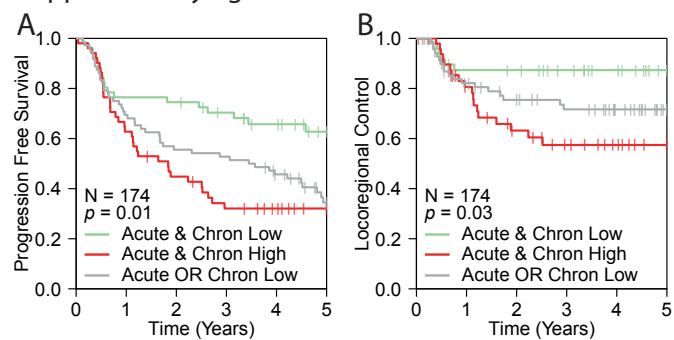 A
1.0
0.8
0.6
0.4
0.2
0.0
Progression Free Survival
N = 174
p = 0.01
Acute & Chron Low
Acute & Chron High
Acute OR Chron Low
0 1 2 3 4 5
Time (Years)
B
1.0
0.8
0.6
0.4
0.2
0.0
Locoregional Control
N = 174
p = 0.03
Acute & Chron Low
Acute & Chron High
Acute OR Chron Low
0 1 2 3 4 5
Time (Years)